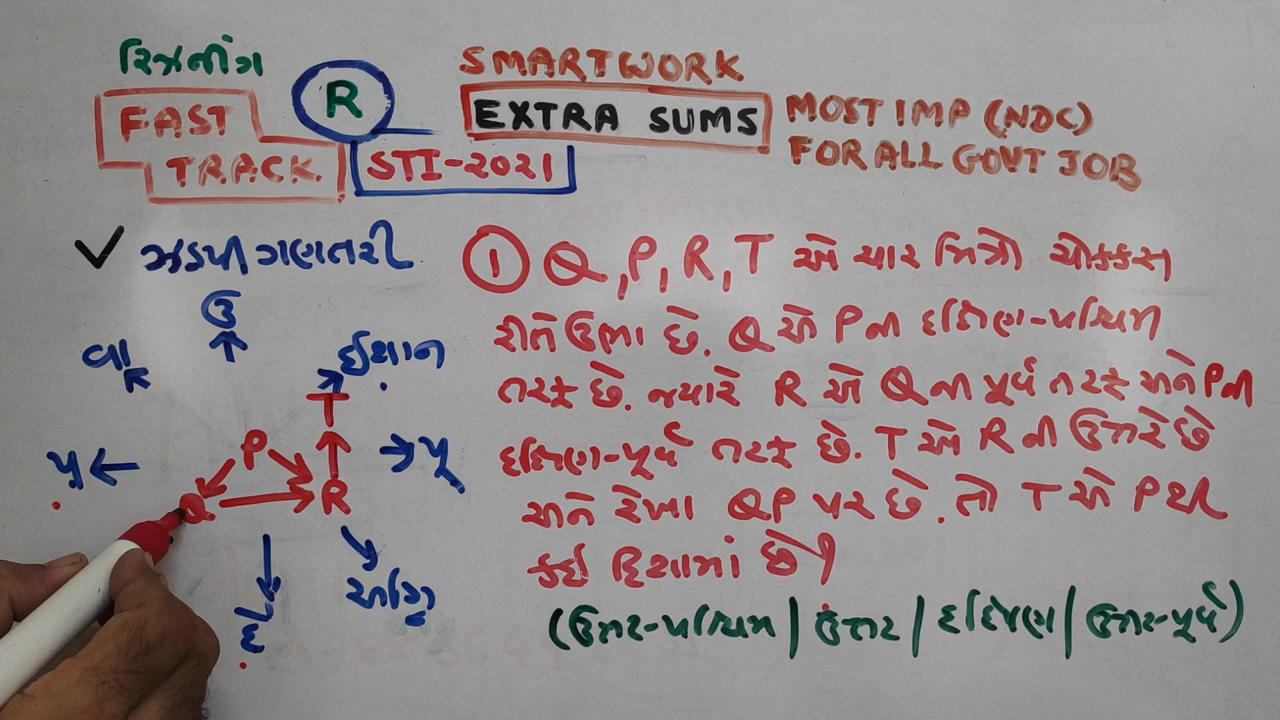 રિઝનીંગ
FAST
TRACK
R
STI-૨૦૨૧
SMARTWORK
EXTRA SUMS
MOST IMP (NDC)
FOR ALL GOVT JOB
✓ ઝડપી ગણતરી
ઉ
વા
ઈશાન
T
P
પ
પૂ
Q
R
દ
અગ્નિ
① Q, P, R, T એ ચાર મિત્રો ચોક્કસ
રીતે ઉભા છે. Q એ P ની દક્ષિણ-પશ્ચિમ
તરફ છે. જ્યારે R એ Q ની પૂર્વ તરફ અને P ની
દક્ષિણ-પૂર્વ તરફ છે. T એ R ની ઉત્તરે છે
અને રેખા QP પર છે. તો T એ P થી
કઈ દિશામાં છે?
(ઉત્તર-પશ્ચિમ | ઉત્તર | દક્ષિણ | ઉત્તર-પૂર્વ)